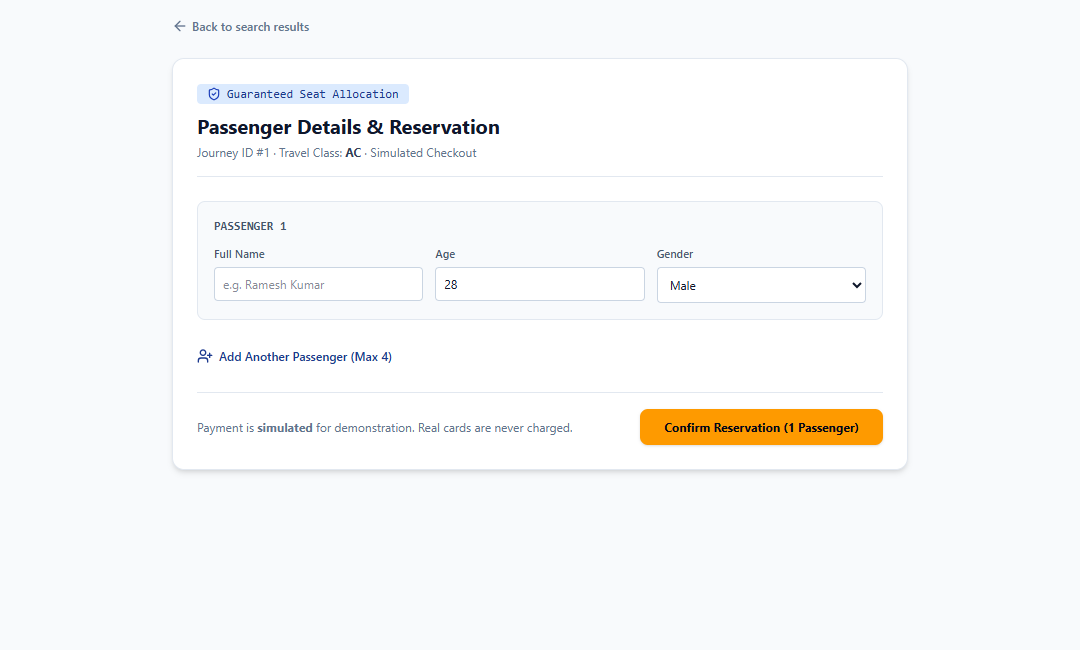 Back to search results
Guaranteed Seat Allocation
Passenger Details & Reservation
Journey ID #1 · Travel Class: AC · Simulated Checkout
PASSENGER 1
Full Name Age Gender
e.g. Ramesh Kumar 28 Male
Add Another Passenger (Max 4)
Payment is simulated for demonstration. Real cards are never charged. Confirm Reservation (1 Passenger)